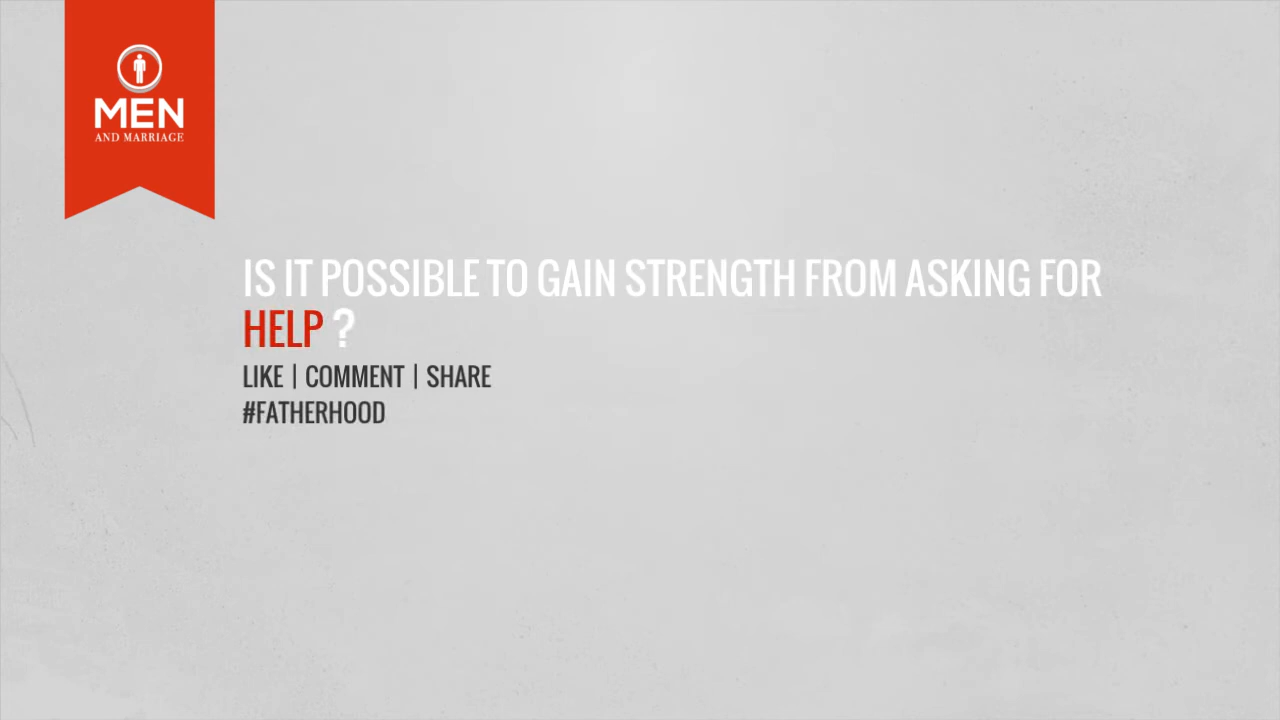 MEN
AND MARRIAGE
IS IT POSSIBLE TO GAIN STRENGTH FROM ASKING FOR
HELP ?
LIKE | COMMENT | SHARE
#FATHERHOOD